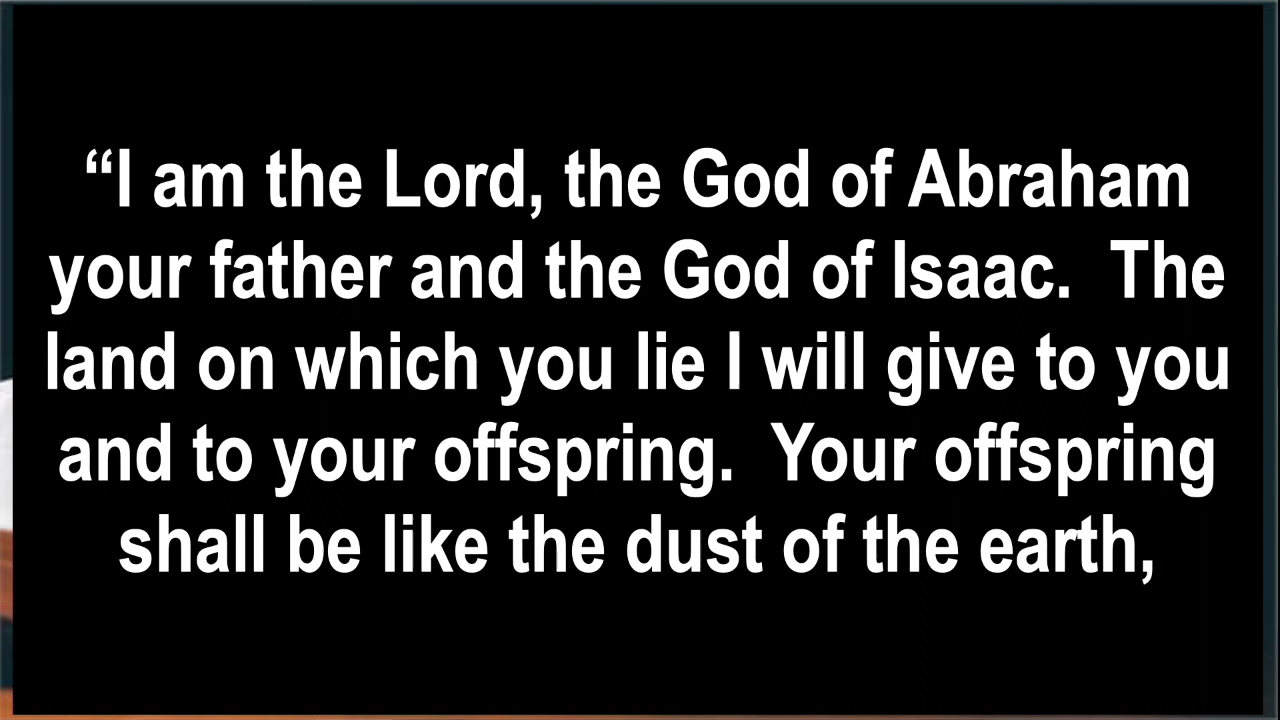 “I am the Lord, the God of Abraham
your father and the God of Isaac.  The
land on which you lie I will give to you
and to your offspring.  Your offspring
shall be like the dust of the earth,